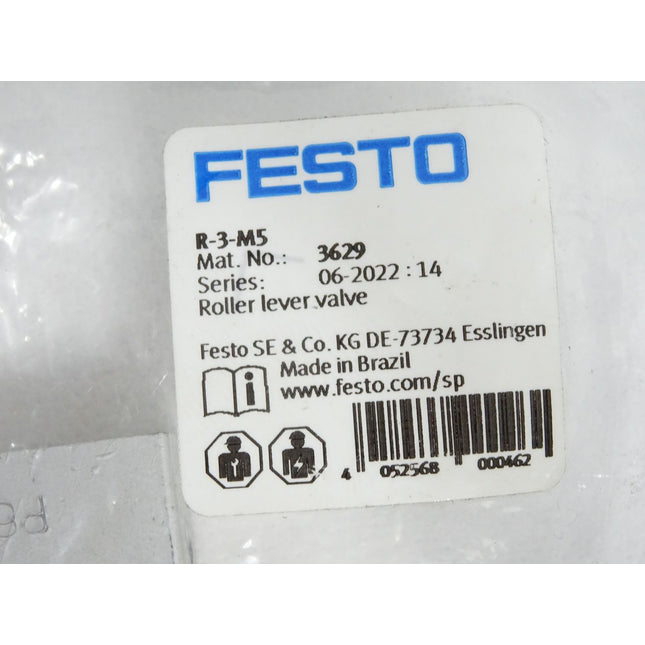 FESTO
R-3-M5
Mat. No.: 3629
Series: 06-2022 : 14
Roller lever valve
Festo SE & Co. KG DE-73734 Esslingen
Made in Brazil
www.festo.com/sp
4 052568 000462